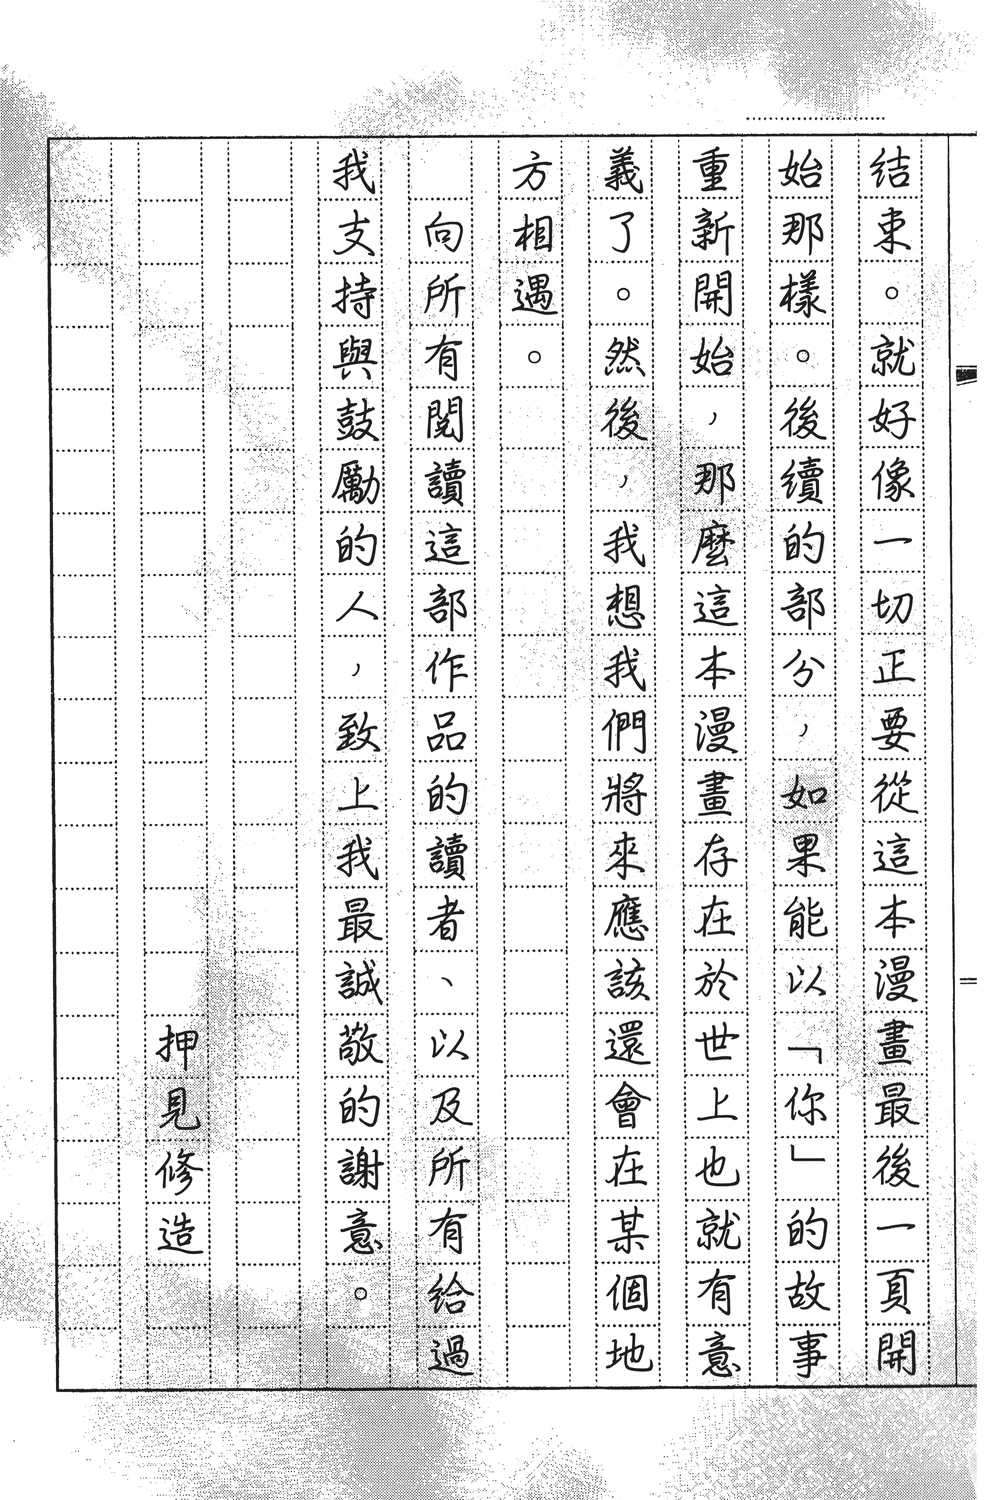 結束。就好像一切正要從這本漫畫最後一頁開
始那樣。後續的部分，如果能以「你」的故事
重新開始，那麼這本漫畫存在於世上也就有意
義了。然後，我想我們將來應該還會在某個地
方相遇。
向所有閱讀這部作品的讀者、以及所有給過
我支持與鼓勵的人，致上我最誠敬的謝意。
押見修造